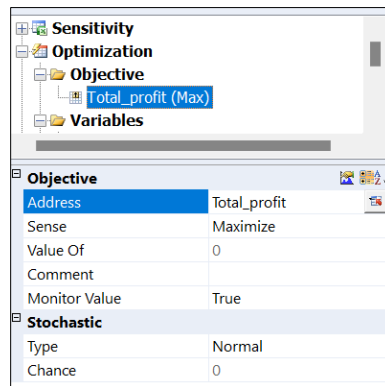 Sensitivity
Optimization
Objective
Total_profit (Max)
Variables
Objective
Address Total_profit
Sense Maximize
Value Of 0
Comment
Monitor Value True
Stochastic
Type Normal
Chance 0